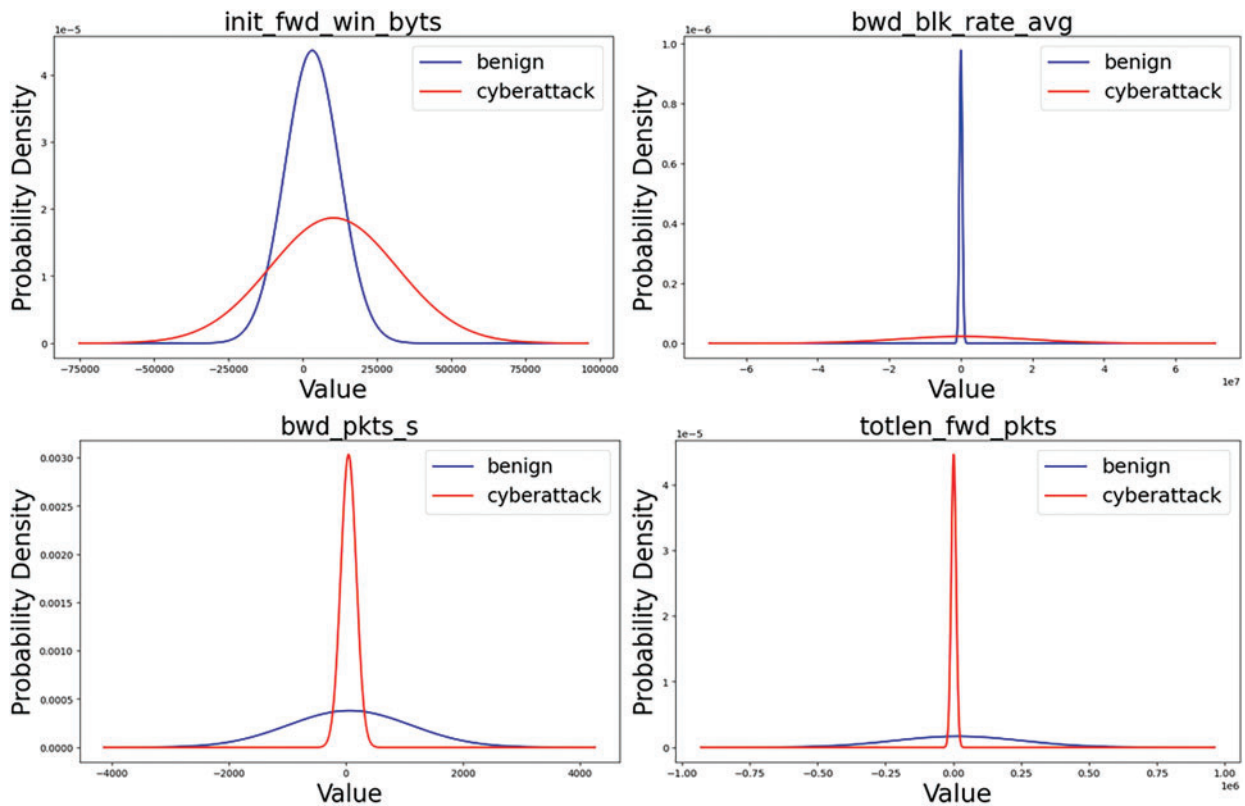 init_fwd_win_byts
1e-5
benign
cyberattack
Probability Density
4
3
2
1
0
−75000 −50000 −25000 0 25000 50000 75000 100000
Value
bwd_blk_rate_avg
1e-6
benign
cyberattack
Probability Density
1.0
0.8
0.6
0.4
0.2
0.0
−6 −4 −2 0 2 4 6
1e7
Value
bwd_pkts_s
benign
cyberattack
Probability Density
0.0030
0.0025
0.0020
0.0015
0.0010
0.0005
0.0000
−4000 −2000 0 2000 4000
Value
totlen_fwd_pkts
1e-5
benign
cyberattack
Probability Density
4
3
2
1
0
−1.00 −0.75 −0.50 −0.25 0.00 0.25 0.50 0.75 1.00
1e6
Value